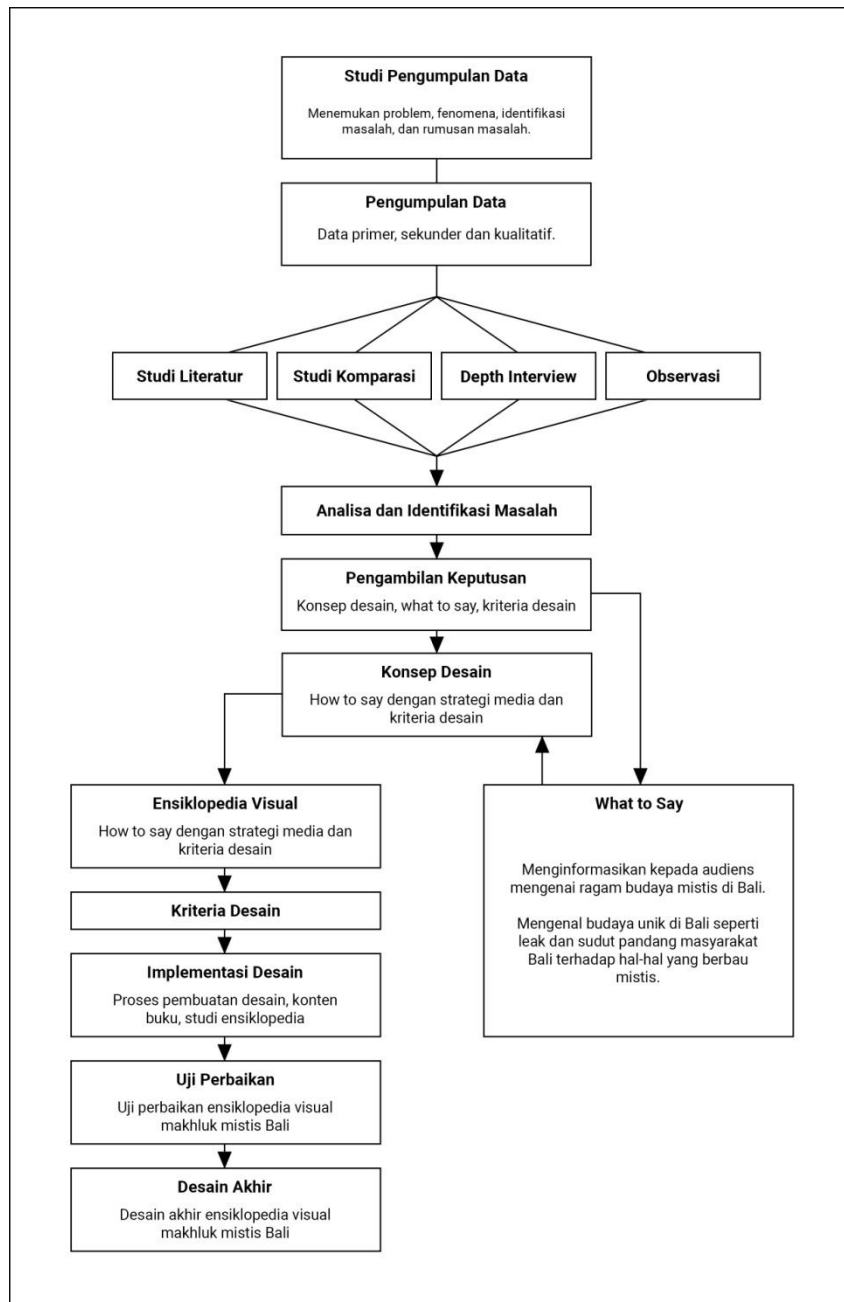 Studi Pengumpulan Data
Menemukan problem, fenomena, identifikasi
masalah, dan rumusan masalah.
Pengumpulan Data
Data primer, sekunder dan kualitatif.
Studi Literatur
Studi Komparasi
Depth Interview
Observasi
Analisa dan Identifikasi Masalah
Pengambilan Keputusan
Konsep desain, what to say, kriteria desain
Konsep Desain
How to say dengan strategi media dan
kriteria desain
Ensiklopedia Visual
How to say dengan strategi media dan
kriteria desain
Kriteria Desain
Implementasi Desain
Proses pembuatan desain, konten
buku, studi ensiklopedia
Uji Perbaikan
Uji perbaikan ensiklopedia visual
makhluk mistis Bali
Desain Akhir
Desain akhir ensiklopedia visual
makhluk mistis Bali
What to Say
Menginformasikan kepada audiens
mengenai ragam budaya mistis di Bali.
Mengenal budaya unik di Bali seperti
leak dan sudut pandang masyarakat
Bali terhadap hal-hal yang berbau
mistis.